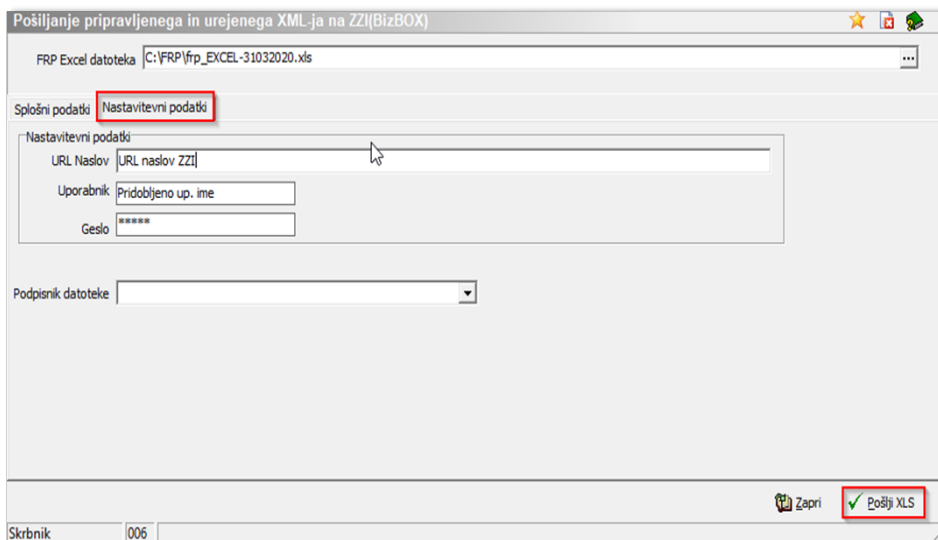 Pošiljanje pripravljenega in urejenega XML-ja na ZZI(BizBOX)
FRP Excel datoteka C:\FRP\frp_EXCEL-31032020.xls ...
Splošni podatki Nastavitevni podatki
Nastavitevni podatki
URL Naslov URL naslov ZZI
Uporabnik Pridobljeno up. ime
Geslo *****
Podpisnik datoteke
Zapri Pošlji XLS
Skrbnik 006